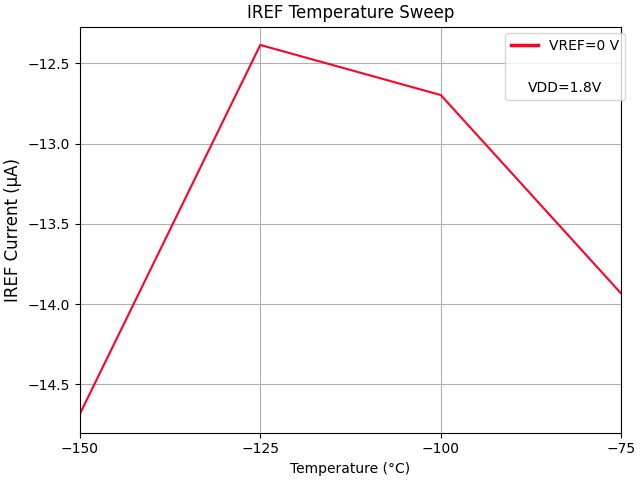 IREF Temperature Sweep
VREF=0 V
VDD=1.8V
IREF Current (µA)
−12.5
−13.0
−13.5
−14.0
−14.5
−150
−125
−100
−75
Temperature (°C)